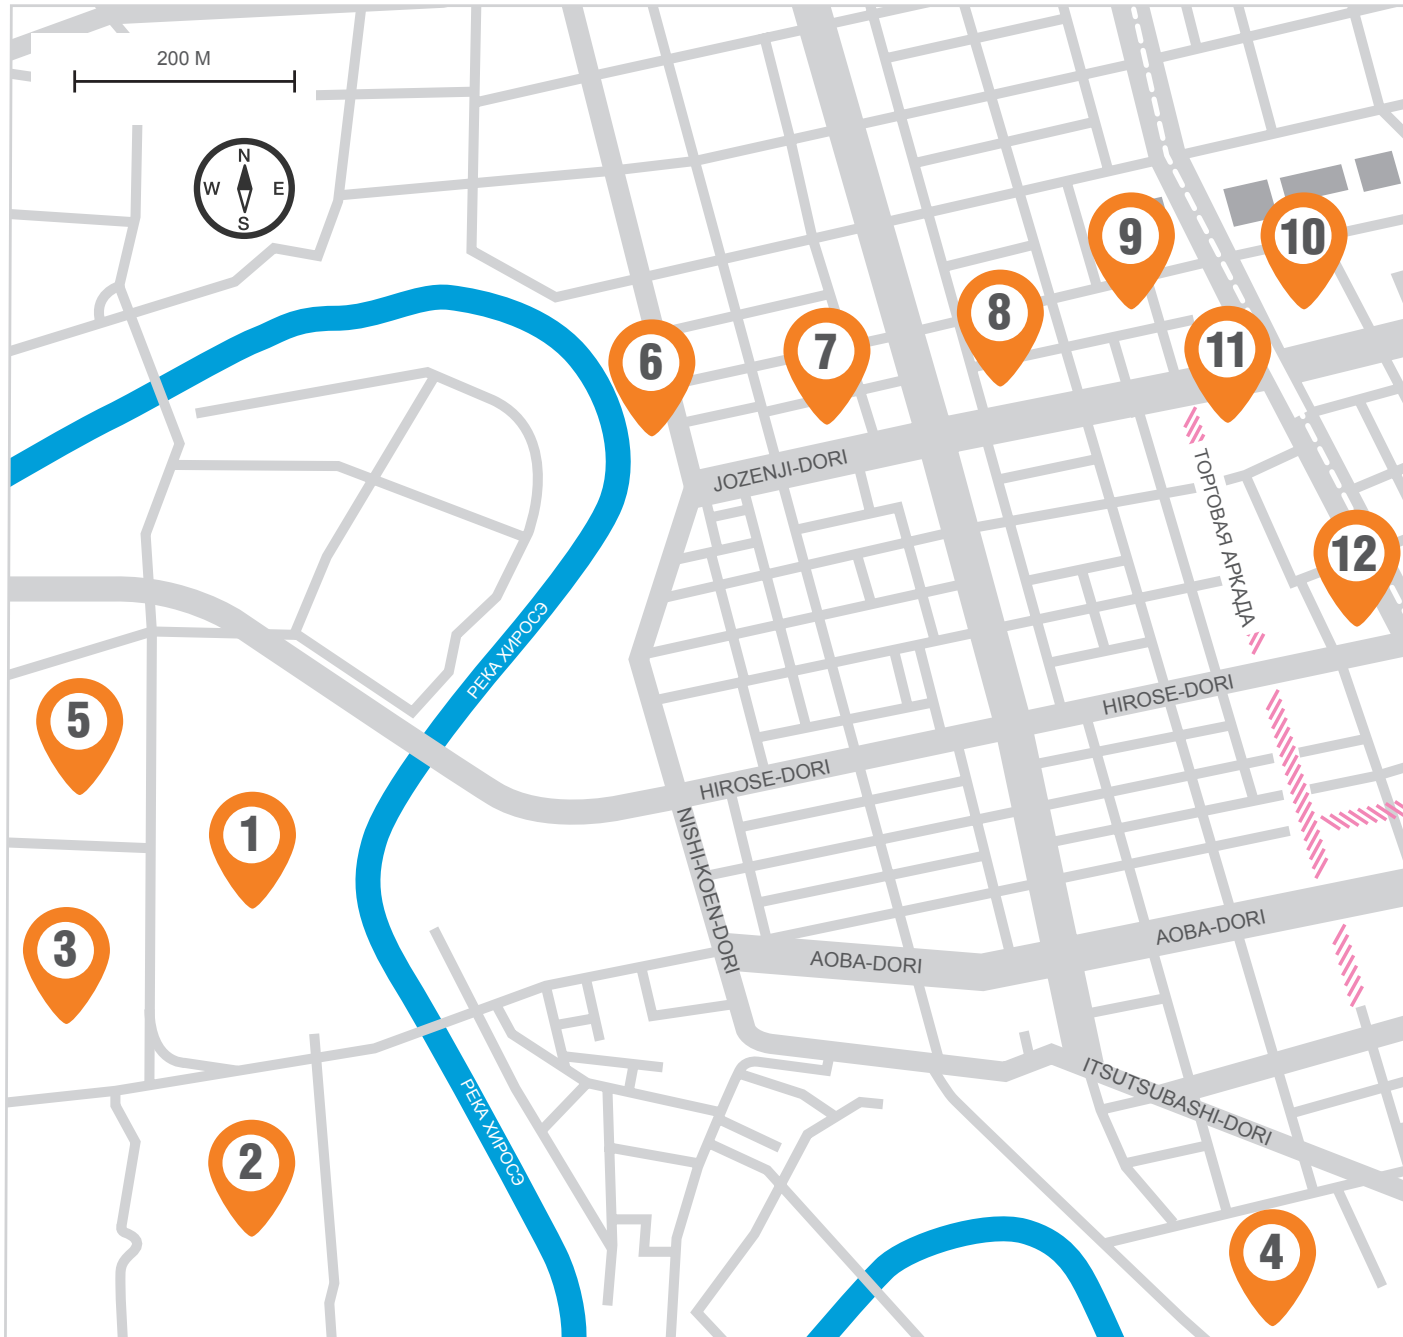 200 M
N
W E
S
9
10
8
11
6
7
JOZENJI-DORI
ТОРГОВАЯ АРКАДА
12
РЕКА ХИРОСЭ
HIROSE-DORI
5
HIROSE-DORI
1
NISHI-KOEN-DORI
3
AOBA-DORI
AOBA-DORI
ITSUTSUBASHI-DORI
РЕКА ХИРОСЭ
2
4